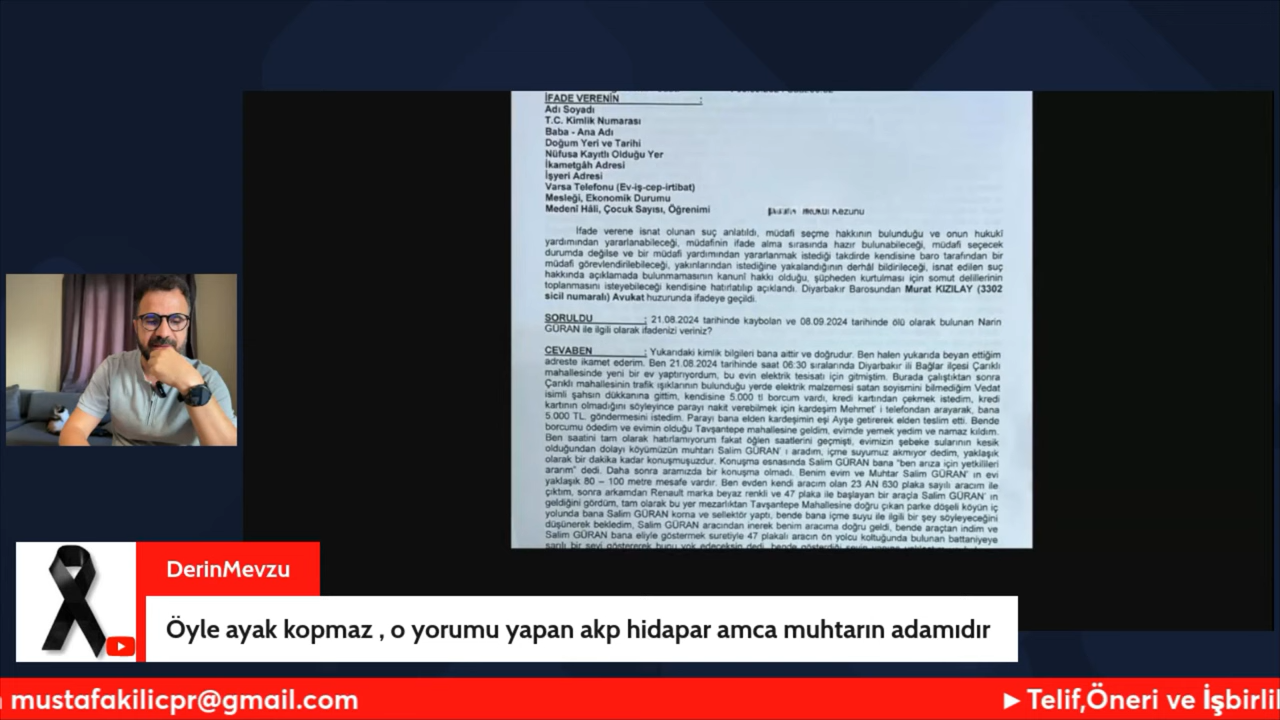 İFADE VERENİN :
Adı Soyadı
T.C. Kimlik Numarası
Baba - Ana Adı
Doğum Yeri ve Tarihi
Nüfusa Kayıtlı Olduğu Yer
İkametgâh Adresi
İşyeri Adresi
Varsa Telefonu (Ev-iş-cep-irtibat)
Mesleği, Ekonomik Durumu
Medenî Hâli, Çocuk Sayısı, Öğrenimi
İfade verene isnat olunan suç anlatıldı, müdafi seçme hakkının bulunduğu ve onun hukukî
yardımından yararlanabileceği, müdafinin ifade alma sırasında hazır bulunabileceği, müdafi seçecek
durumda değilse ve bir müdafi yardımından yararlanmak istediği takdirde kendisine baro tarafından bir
müdafi görevlendirilebileceği, yakınlarından istediğine yakalandığının derhâl bildirileceği, isnat edilen suç
hakkında açıklamada bulunmamasının kanunî hakkı olduğu, şüpheden kurtulması için somut delillerinin
toplanmasını isteyebileceği kendisine hatırlatılıp açıklandı. Diyarbakır Barosundan Murat KIZILAY (3302
sicil numaralı) Avukat huzurunda ifadeye geçildi.
SORULDU : 21.08.2024 tarihinde kaybolan ve 08.09.2024 tarihinde ölü olarak bulunan Narin
GÜRAN ile ilgili olarak ifadenizi veriniz?
CEVABEN : Yukarıdaki kimlik bilgileri bana aittir ve doğrudur. Ben halen yukarıda beyan ettiğim
adreste ikamet ederim. Ben 21.08.2024 tarihinde saat 06:30 sıralarında Diyarbakır ili Bağlar ilçesi Çarıklı
mahallesinde yeni bir ev yaptırıyordum, bu evin elektrik tesisatı için gitmiştim. Burada çalıştıktan sonra
Çarıklı mahallesinin trafik ışıklarının bulunduğu yerde elektrik malzemesi satan soyismini bilmediğim Vedat
isimli şahsın dükkanına gittim, kendisine 5.000 tl borcum vardı, kredi kartından çekmek istedim, kredi
kartının olmadığını söyleyince parayı nakit verebilmek için kardeşim Mehmet' i telefondan arayarak, bana
5.000 TL. göndermesini istedim. Parayı bana elden kardeşimin eşi Ayşe getirerek elden teslim etti. Bende
borcumu ödedim ve evimin olduğu Tavşantepe mahallesine geldim, evimde yemek yedim ve namaz kıldım.
Ben saatini tam olarak hatırlamıyorum fakat öğlen saatlerini geçmişti, evimizin şebeke sularının kesik
olduğundan dolayı köyümüzün muhtarı Salim GÜRAN' ı aradım, içme suyumuz akmıyor dedim, yaklaşık
olarak bir dakika kadar konuşmuşuzdur. Konuşma esnasında Salim GÜRAN bana "ben arıza için yetkilileri
ararım" dedi. Daha sonra aramızda bir konuşma olmadı. Benim evim ve Muhtar Salim GÜRAN' ın evi
yaklaşık 80 – 100 metre mesafe vardır. Ben evden kendi aracım olan 23 AN 630 plaka sayılı aracım ile
çıktım, sonra arkamdan Renault marka beyaz renkli ve 47 plaka ile başlayan bir araçla Salim GÜRAN' ın
geldiğini gördüm, tam olarak bu yer mezarlıktan Tavşantepe Mahallesine doğru çıkan parke döşeli köyün iç
yolunda bana Salim GÜRAN korna ve sellektör yaptı, bende bana içme suyu ile ilgili bir şey söyleyeceğini
düşünerek bekledim, Salim GÜRAN aracından inerek benim aracıma doğru geldi, bende araçtan indim ve
Salim GÜRAN bana eliyle göstermek suretiyle 47 plakalı aracın ön yolcu koltuğunda bulunan battaniyeye
DerinMevzu
Öyle ayak kopmaz , o yorumu yapan akp hidapar amca muhtarın adamıdır
mustafakilicpr@gmail.com
►Telif,Öneri ve İşbirlil